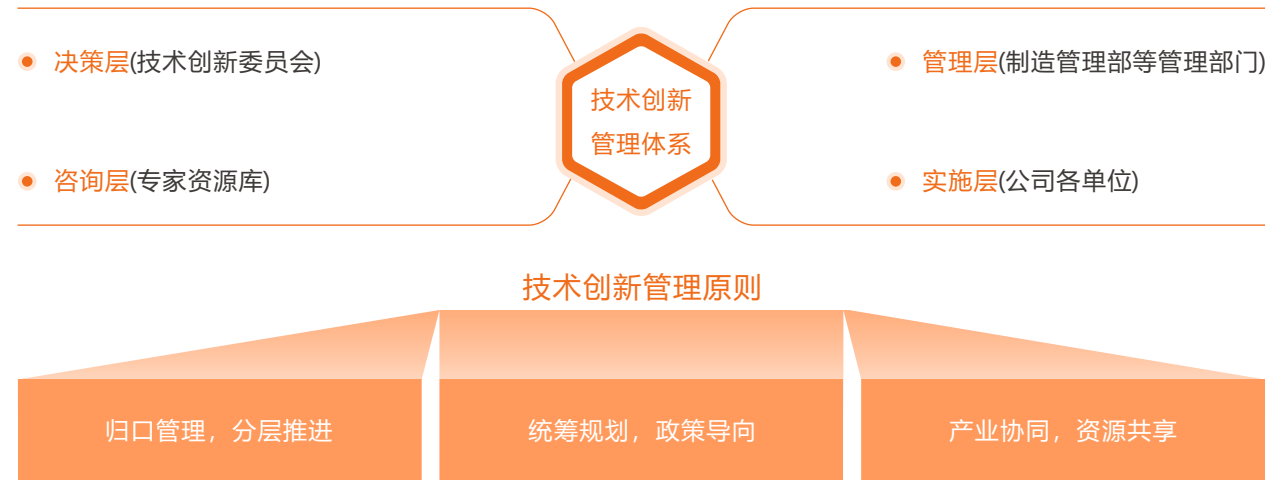 决策层(技术创新委员会)
管理层(制造管理部等管理部门)
技术创新
管理体系
咨询层(专家资源库)
实施层(公司各单位)
技术创新管理原则
归口管理，分层推进
统筹规划，政策导向
产业协同，资源共享